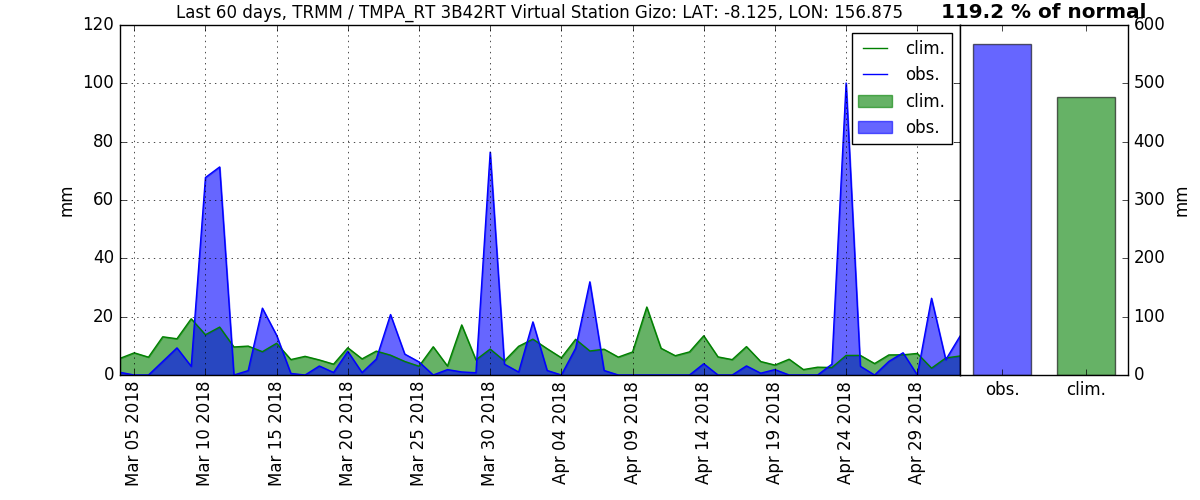 Last 60 days, TRMM / TMPA_RT 3B42RT Virtual Station Gizo: LAT: -8.125, LON: 156.875
119.2 % of normal
120
100
80
60
40
20
0
mm
clim.
obs.
clim.
obs.
Mar 05 2018
Mar 10 2018
Mar 15 2018
Mar 20 2018
Mar 25 2018
Mar 30 2018
Apr 04 2018
Apr 09 2018
Apr 14 2018
Apr 19 2018
Apr 24 2018
Apr 29 2018
600
500
400
300
200
100
0
mm
obs.
clim.